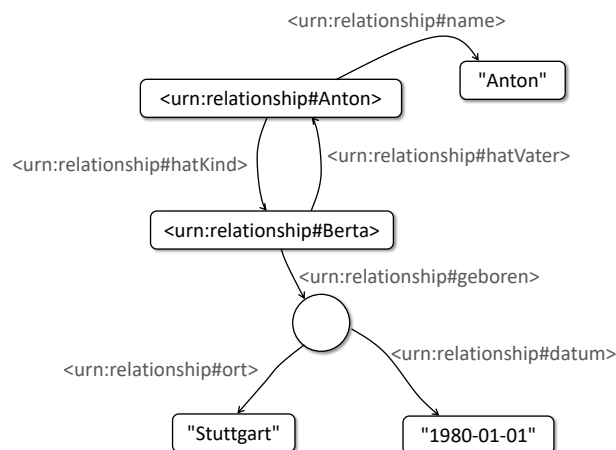 <urn:relationship#name>
"Anton"
<urn:relationship#Anton>
<urn:relationship#hatKind>
<urn:relationship#hatVater>
<urn:relationship#Berta>
<urn:relationship#geboren>
<urn:relationship#ort>
<urn:relationship#datum>
"Stuttgart"
"1980-01-01"